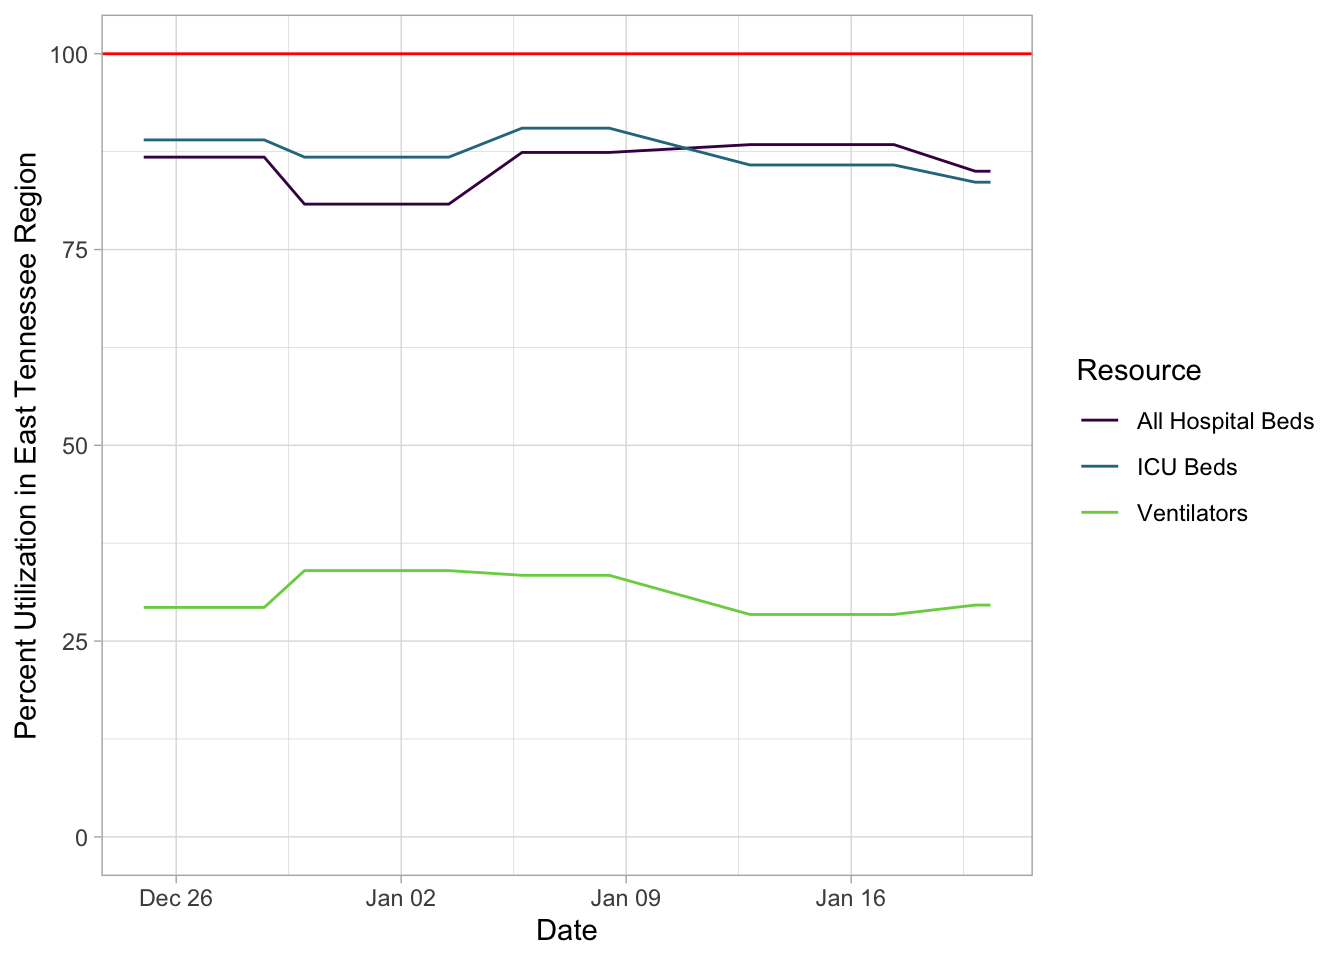 Percent Utilization in East Tennessee Region
100
75
50
25
0
Dec 26
Jan 02
Jan 09
Jan 16
Date
Resource
All Hospital Beds
ICU Beds
Ventilators